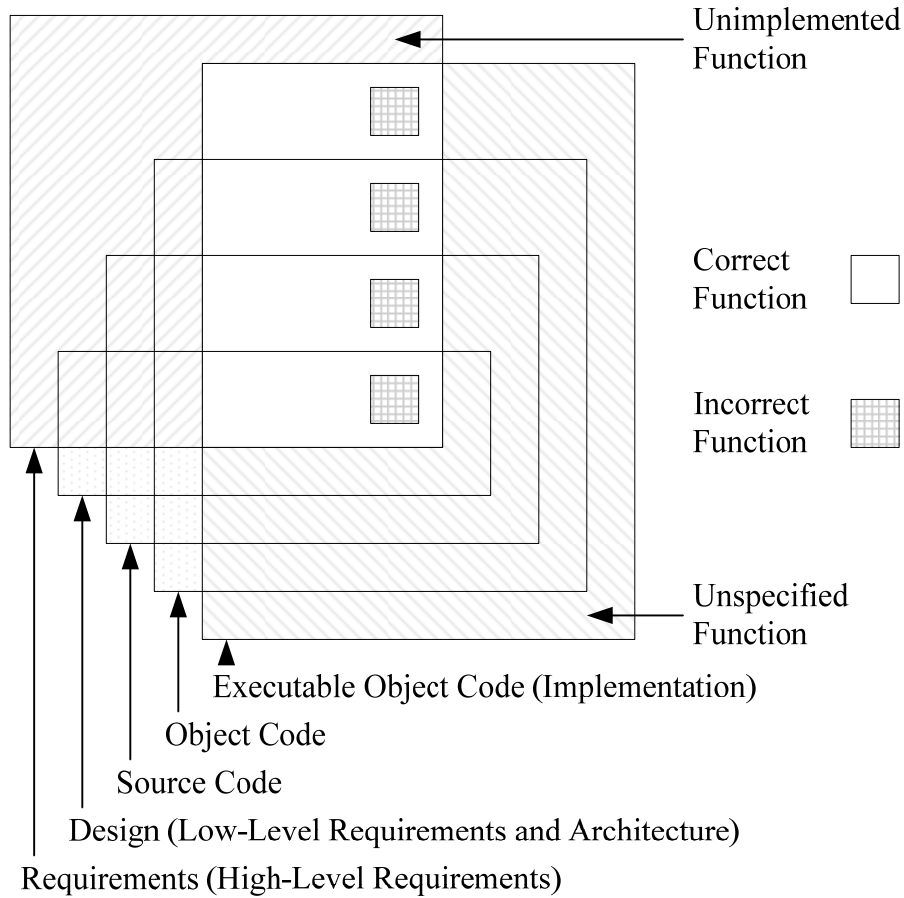 Unimplemented
Function
Correct
Function
Incorrect
Function
Unspecified
Function
Executable Object Code (Implementation)
Object Code
Source Code
Design (Low-Level Requirements and Architecture)
Requirements (High-Level Requirements)